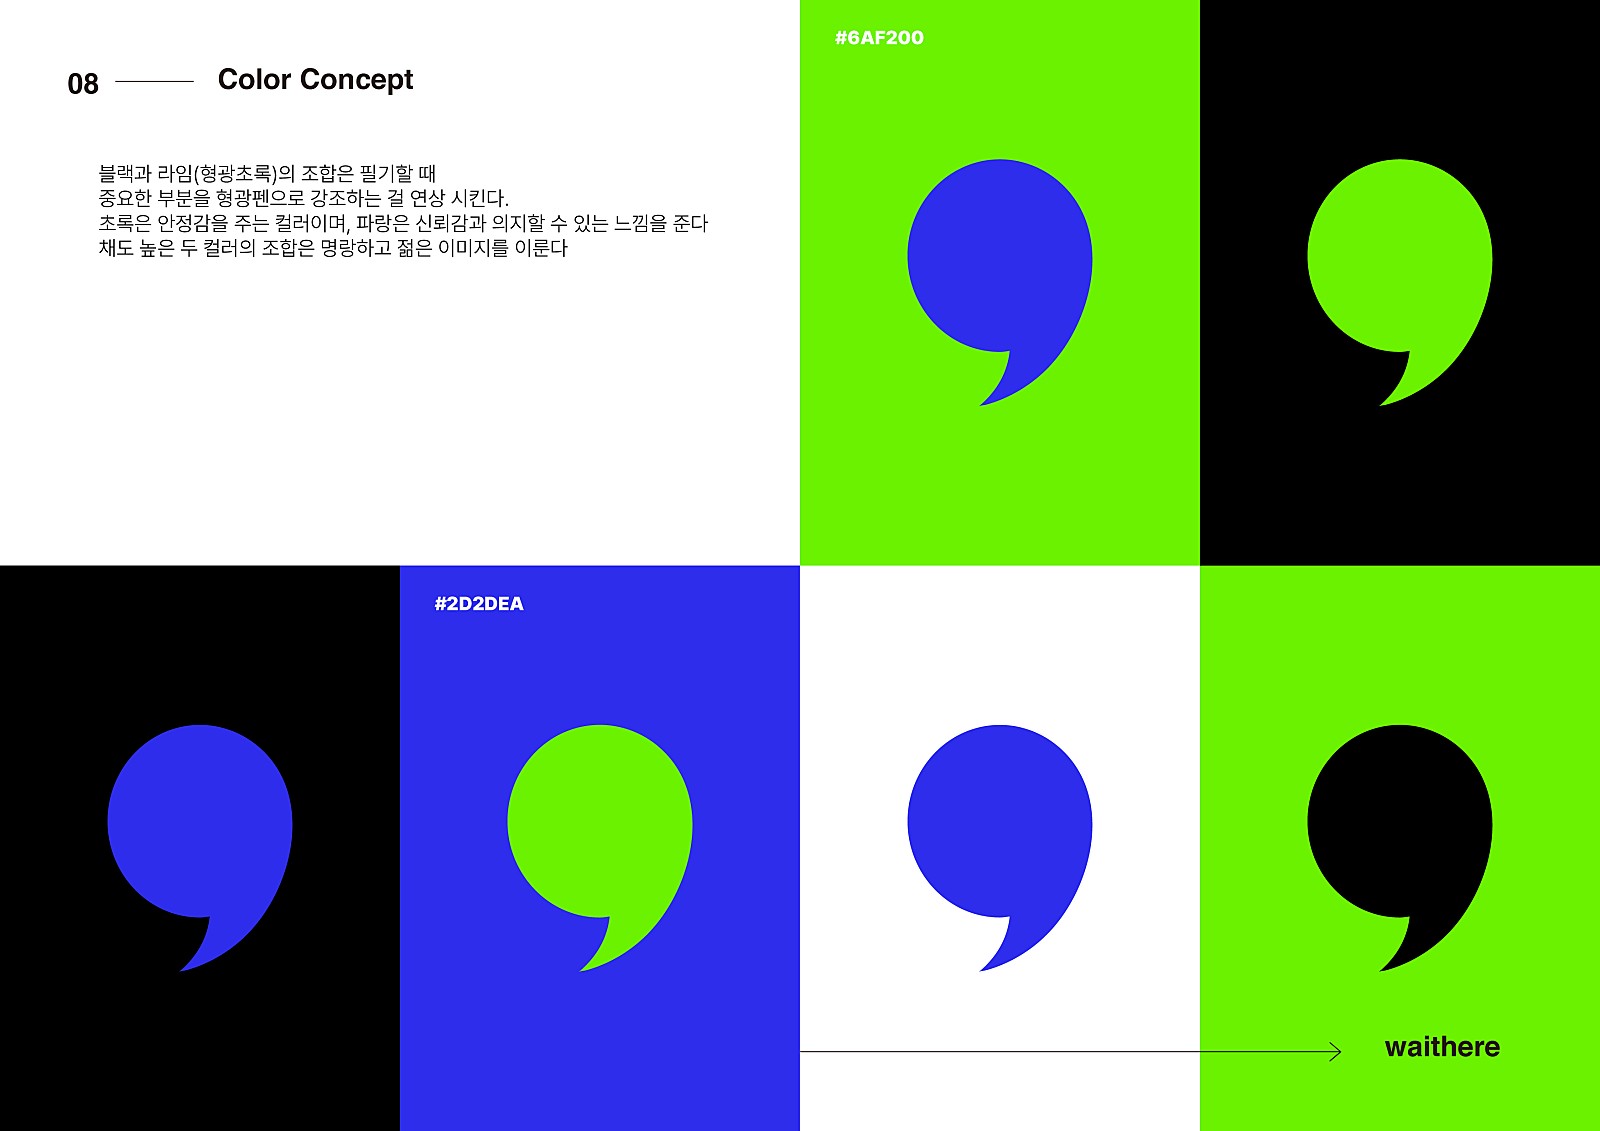 08
Color Concept
블랙과 라임(형광초록)의 조합은 필기할 때
중요한 부분을 형광펜으로 강조하는 걸 연상 시킨다.
초록은 안정감을 주는 컬러이며, 파랑은 신뢰감과 의지할 수 있는 느낌을 준다
채도 높은 두 컬러의 조합은 명랑하고 젊은 이미지를 이룬다
#6AF200
#2D2DEA
waithere